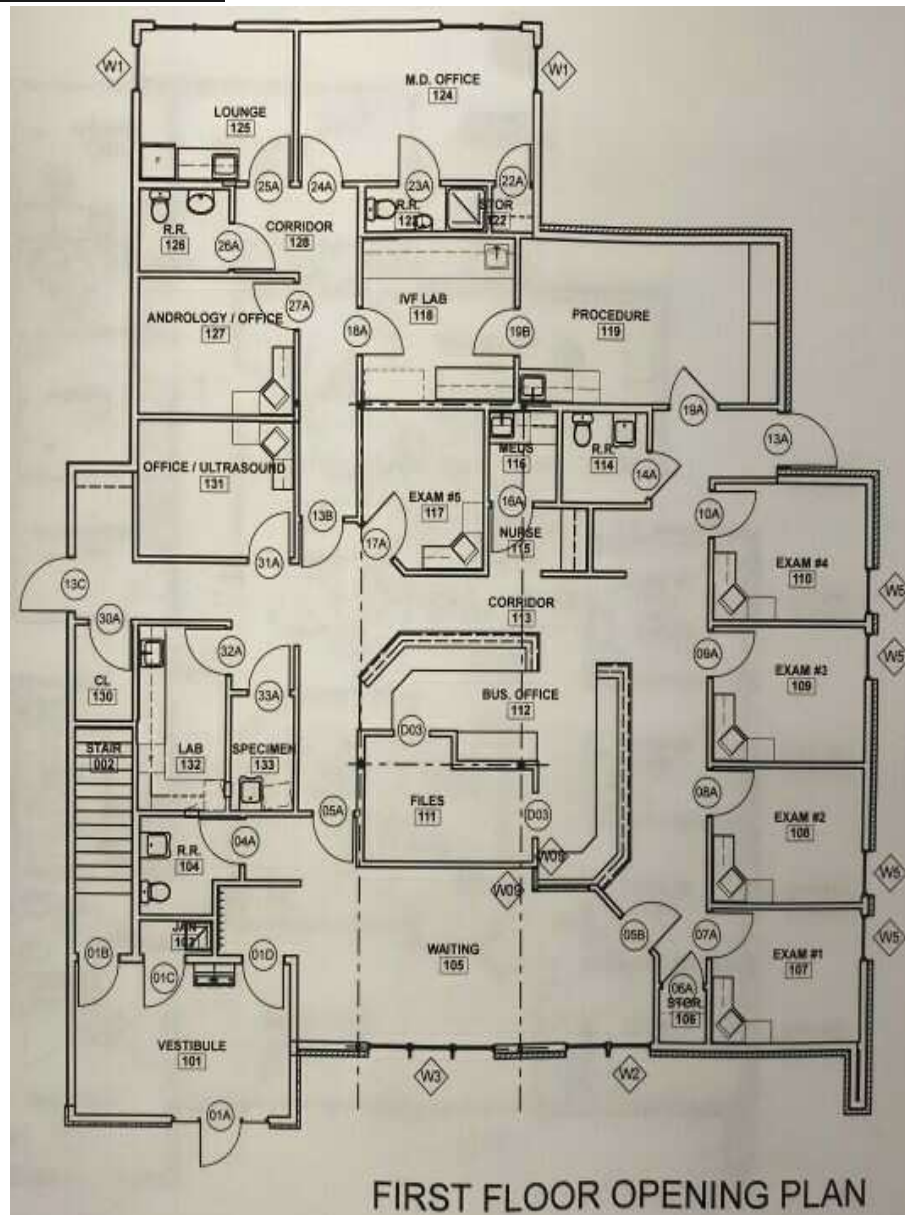 W1
M.D. OFFICE
124
W1
LOUNGE
125
25A
24A
23A
22A
R.R.
STOR
122
R.R.
126
CORRIDOR
128
26A
27A
IVF LAB
118
ANDROLOGY / OFFICE
127
18A
19B
PROCEDURE
119
19A
13A
MEDS
116
R.R.
114
14A
OFFICE / ULTRASOUND
131
EXAM #5
117
16A
13B
17A
NURSE
115
10A
31A
EXAM #4
110
13C
W6
30A
CORRIDOR
113
32A
09A
W5
33A
EXAM #3
109
CL
130
BUS. OFFICE
112
D03
STAIR
002
LAB
132
SPECIMEN
133
FILES
111
D03
08A
05A
EXAM #2
108
04A
R.R.
104
W09
W5
W09
JAN
05B
07A
W5
01B
01C
01D
WAITING
105
EXAM #1
107
06A
STOR.
106
VESTIBULE
101
W3
W2
01A
FIRST FLOOR OPENING PLAN